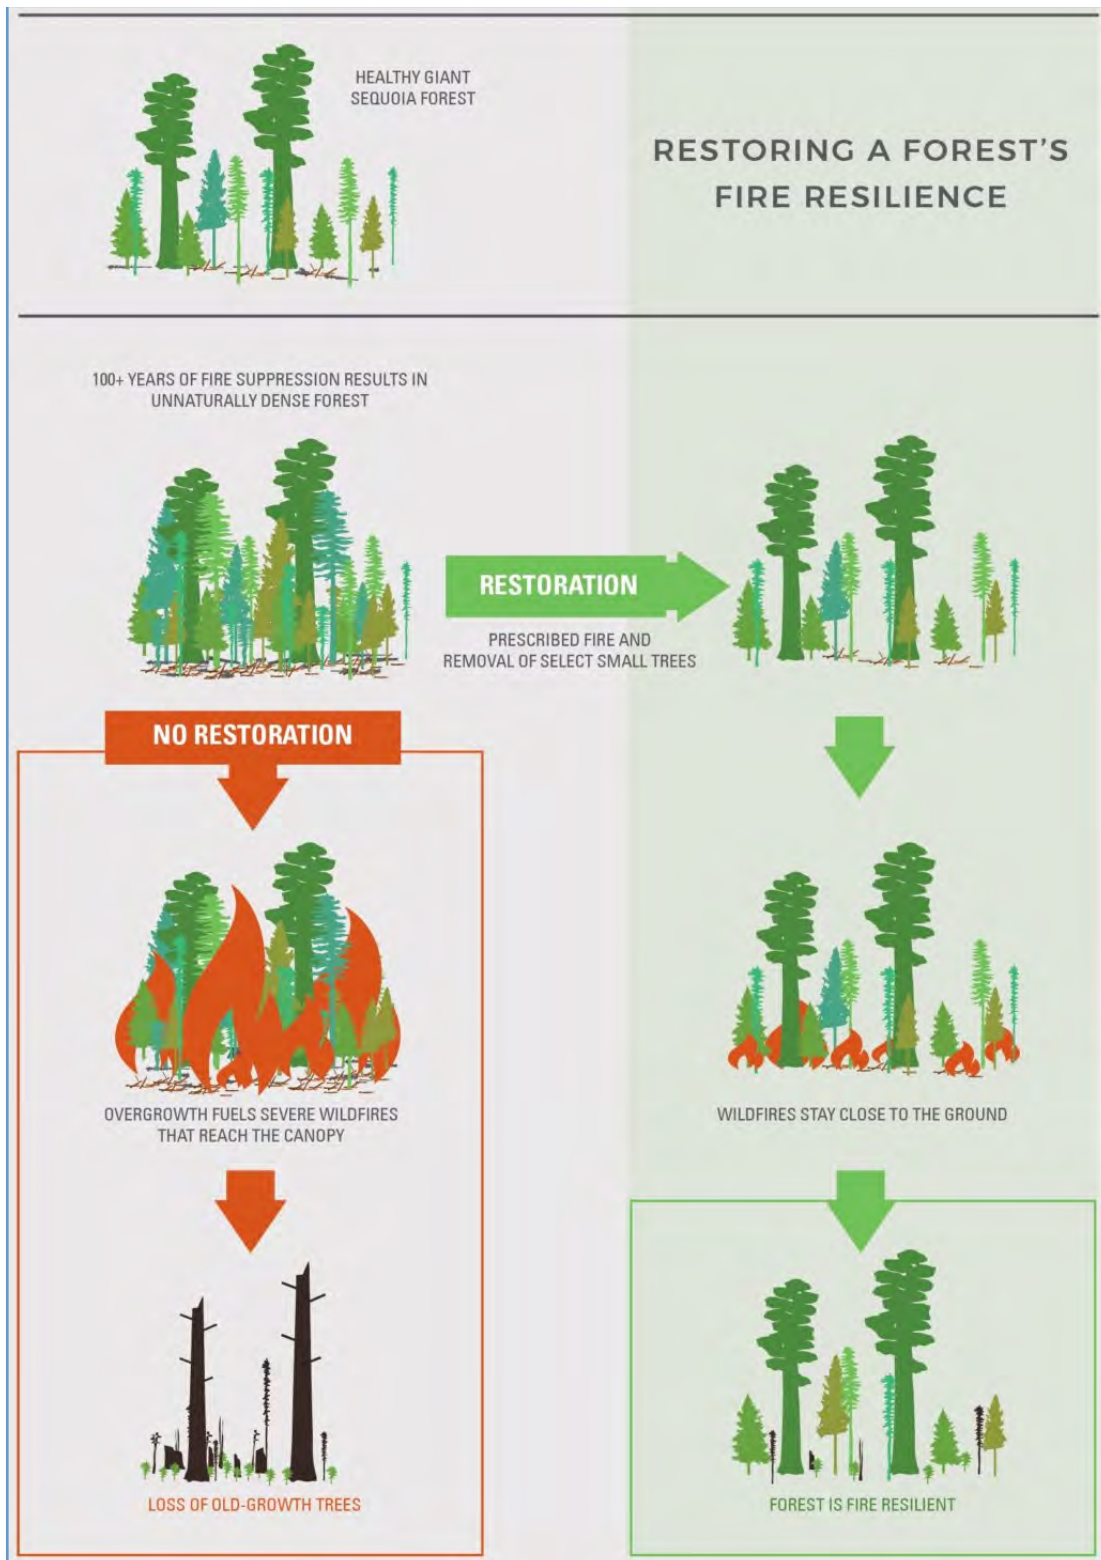 HEALTHY GIANT
SEQUOIA FOREST
RESTORING A FOREST'S
FIRE RESILIENCE
100+ YEARS OF FIRE SUPPRESSION RESULTS IN
UNNATURALLY DENSE FOREST
RESTORATION
PRESCRIBED FIRE AND
REMOVAL OF SELECT SMALL TREES
NO RESTORATION
OVERGROWTH FUELS SEVERE WILDFIRES
THAT REACH THE CANOPY
WILDFIRES STAY CLOSE TO THE GROUND
LOSS OF OLD-GROWTH TREES
FOREST IS FIRE RESILIENT